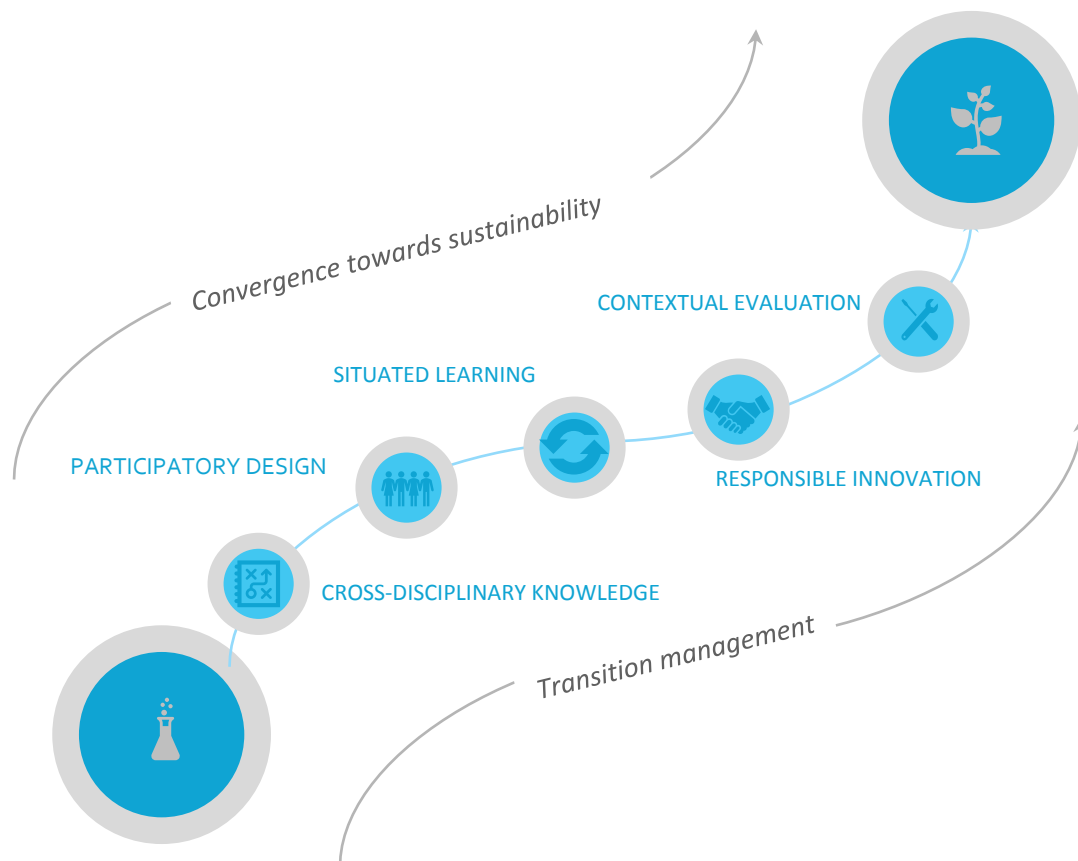 Convergence towards sustainability
CONTEXTUAL EVALUATION
SITUATED LEARNING
PARTICIPATORY DESIGN
RESPONSIBLE INNOVATION
CROSS-DISCIPLINARY KNOWLEDGE
Transition management